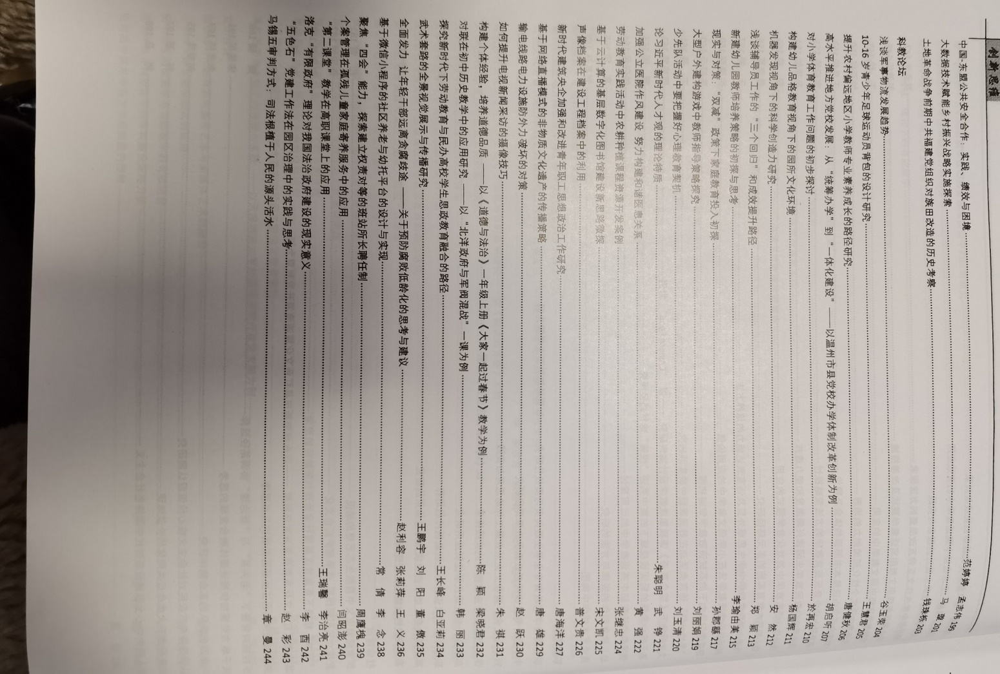 创新思维
中国-东盟公共安全合作：实践、绩效与困境 范婷婷 孟志伟 199
大数据技术赋能乡村振兴战略实施探索 马 璇 201
土地革命战争前期中共福建党组织对族田改造的历史考察 钱珠栋 203
科教论坛
浅谈军事物流发展趋势 谷玉荣 204
10-16 岁青少年足球运动员背包的设计研究 王慧君 205
提升农村偏远地区小学教师专业素养成长的路径研究 唐健秋 206
高水平推进地方党校发展：从“统筹办学”到“一体化建设”——以温州市县党校办学体制改革创新为例 胡启昕 207
对小学体育教育工作问题的初步探讨 於再宏 210
构建幼儿品格教育视角下的园所文化环境 杨国辉 211
机器发现视角下的科学创造力研究 安 然 212
浅谈辅导员工作的“三个回归”和成效提升路径 郑 颖 213
新建幼儿园教师培养策略的初探与思考 李瑜由美 215
现实与对策：“双减”政策下家庭教育投入初探 孙郡繇 217
大型户外建构游戏中教师指导策略探究 刘丽娟 219
少先队活动中要把握好心理教育契机 刘玉清 220
论习近平新时代人才观的理论特质 朱聪明 武 铮 221
加强公立医院作风建设 努力构建和谐医患关系 黄 强 222
劳动教育实践活动中农耕种植课程资源开发案例 张继忠 224
基于云计算的基层数字化图书馆建设新思路微探 宋文凯 225
声像档案在建设工程档案中的利用 普文贵 226
新时代建筑央企加强和改进青年职工思想政治工作研究 唐海洋 227
基于网络直播模式的非物质文化遗产的传播策略 唐 雄 229
输电线路电力设施防外力破坏的对策 赵 跃 230
如何提升电视新闻采访的摄像技巧 朱 祺 231
构建个体经验，培养道德品质 ——以《道德与法治》一年级上册《大家一起过春节》教学为例 陈 颖 梁晓君 232
对联在初中历史教学中的应用研究 ——以“北洋政府与军阀混战”一课为例 韩 丽 233
探究新时代下劳动教育与民办高校学生思政教育融合的路径 王长峰 白亚莉 234
武术套路的全景视觉展示与传播研究 王鹏宇 刘 阳 董 傲 235
全面发力 让年轻干部远离贪腐歧途 ——关于预防腐败低龄化的思考与建议 赵利容 张莉萍 王 义 236
基于微信小程序的社区养老与幼托平台的设计与实现 常 倩 李 念 238
聚焦“四会”能力，探索建立权责对等的班站所长聘任制 周鹰槐 239
个案管理在孤残儿童家庭寄养服务中的应用 闫昭澎 240
“第二课堂”教学在高职课堂上的应用 王瑞馨 李治亮 241
洛克“有限政府”理论对我国法治政府建设的现实意义 李 酉 242
“五色石”党建工作法在园区治理中的实践与思考 赵 彩 243
马锡五审判方式：司法根植于人民的源头活水 章 曼 244